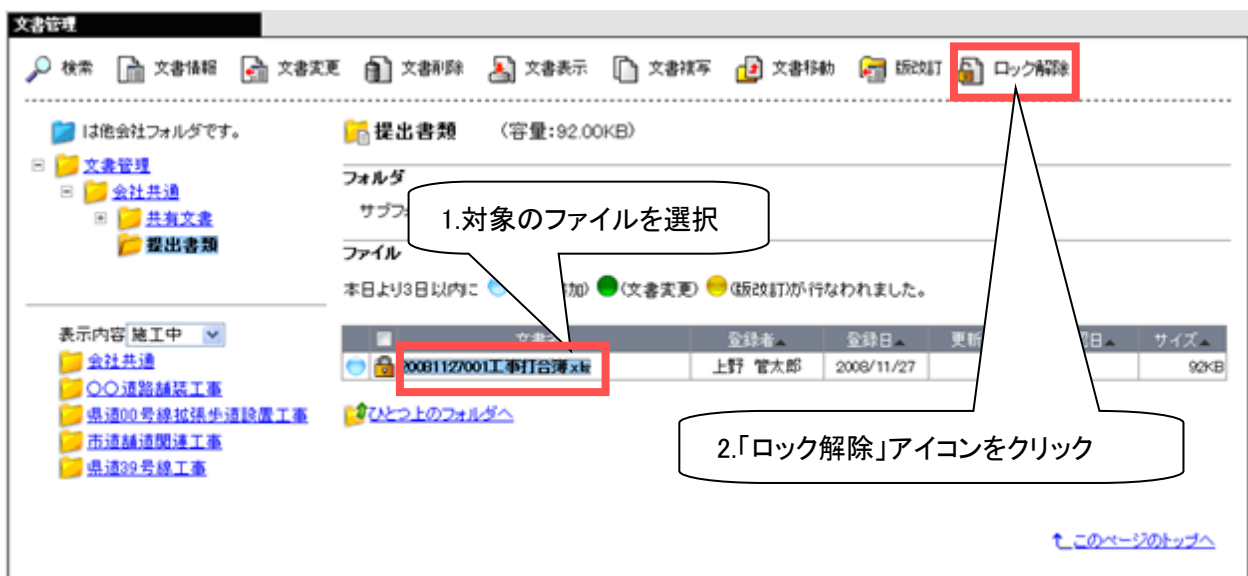 文書管理
検索 文書情報 文書変更 文書削除 文書表示 文書複写 文書移動 版改訂 ロック解除
は他会社フォルダです。
文書管理
会社共通
共有文書
提出書類
提出書類 (容量:92.00KB)
フォルダ
サブフ
1.対象のファイルを選択
ファイル
本日より3日以内に 加) (文書変更) (版改訂)が行なわれました。
表示内容 施工中
会社共通
〇〇道路舗装工事
県道00号線拡張歩道設置工事
市道舗道関連工事
県道39号線工事
文書 登録者 登録日 更新 日 サイズ
20081127001工事打合簿.xls 上野 管太郎 2008/11/27 92KB
ひとつ上のフォルダへ
2.「ロック解除」アイコンをクリック
このページのトップへ